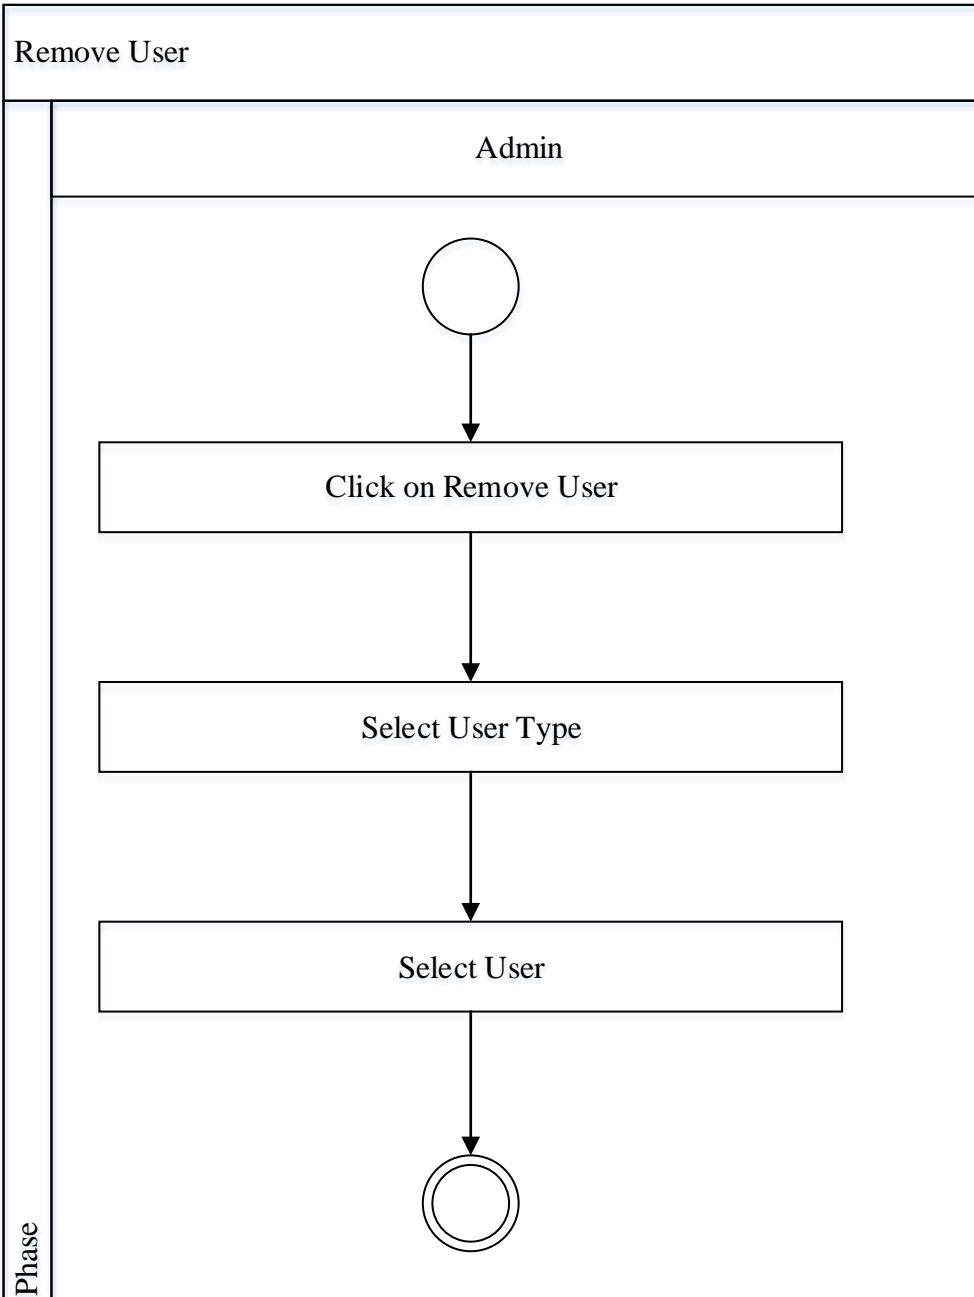 Remove User
Admin
Click on Remove User
Select User Type
Select User
Phase